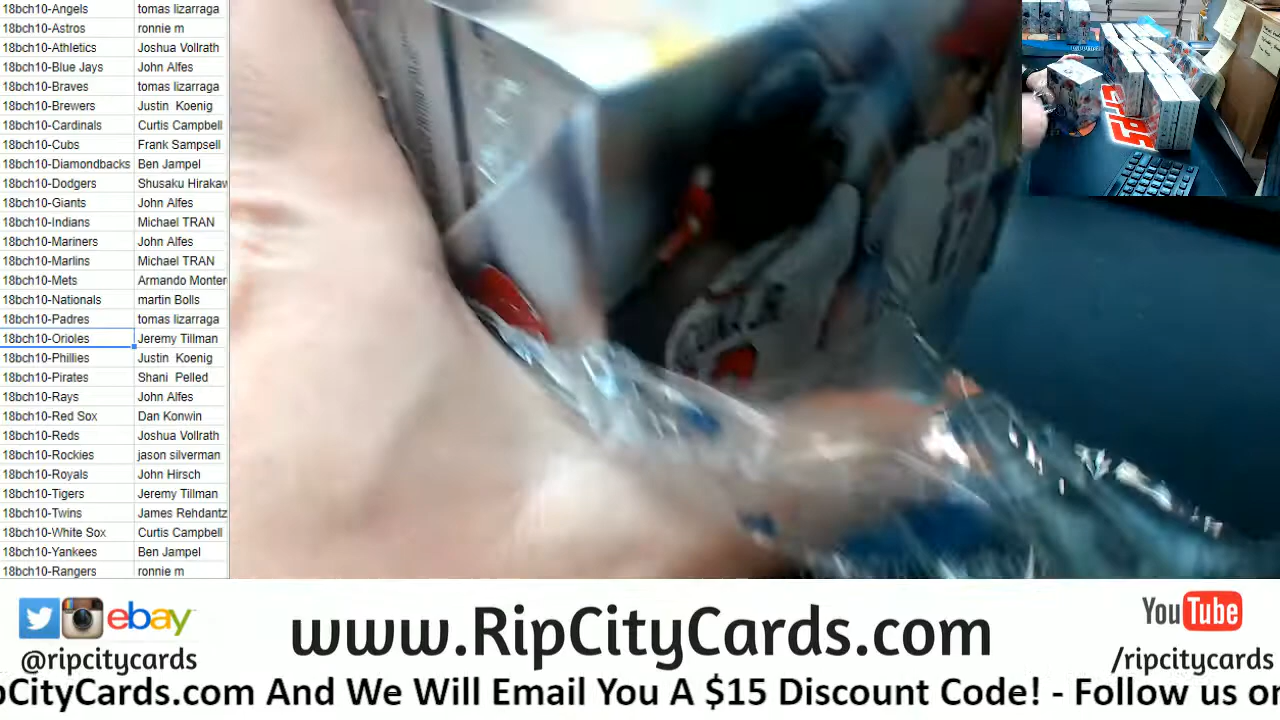 18bch10-Angels tomas lizarraga
18bch10-Astros ronnie m
18bch10-Athletics Joshua Vollrath
18bch10-Blue Jays John Alfes
18bch10-Braves tomas lizarraga
18bch10-Brewers Justin Koenig
18bch10-Cardinals Curtis Campbell
18bch10-Cubs Frank Sampsell
18bch10-Diamondbacks Ben Jampel
18bch10-Dodgers Shusaku Hirakaw
18bch10-Giants John Alfes
18bch10-Indians Michael TRAN
18bch10-Mariners John Alfes
18bch10-Marlins Michael TRAN
18bch10-Mets Armando Monter
18bch10-Nationals martin Bolls
18bch10-Padres tomas lizarraga
18bch10-Orioles Jeremy Tillman
18bch10-Phillies Justin Koenig
18bch10-Pirates Shani Pelled
18bch10-Rays John Alfes
18bch10-Red Sox Dan Konwin
18bch10-Reds Joshua Vollrath
18bch10-Rockies jason silverman
18bch10-Royals John Hirsch
18bch10-Tigers Jeremy Tillman
18bch10-Twins James Rehdantz
18bch10-White Sox Curtis Campbell
18bch10-Yankees Ben Jampel
18bch10-Rangers ronnie m
ebay
@ripcitycards
www.RipCityCards.com
YouTube
/ripcitycards
pCityCards.com And We Will Email You A $15 Discount Code! - Follow us on